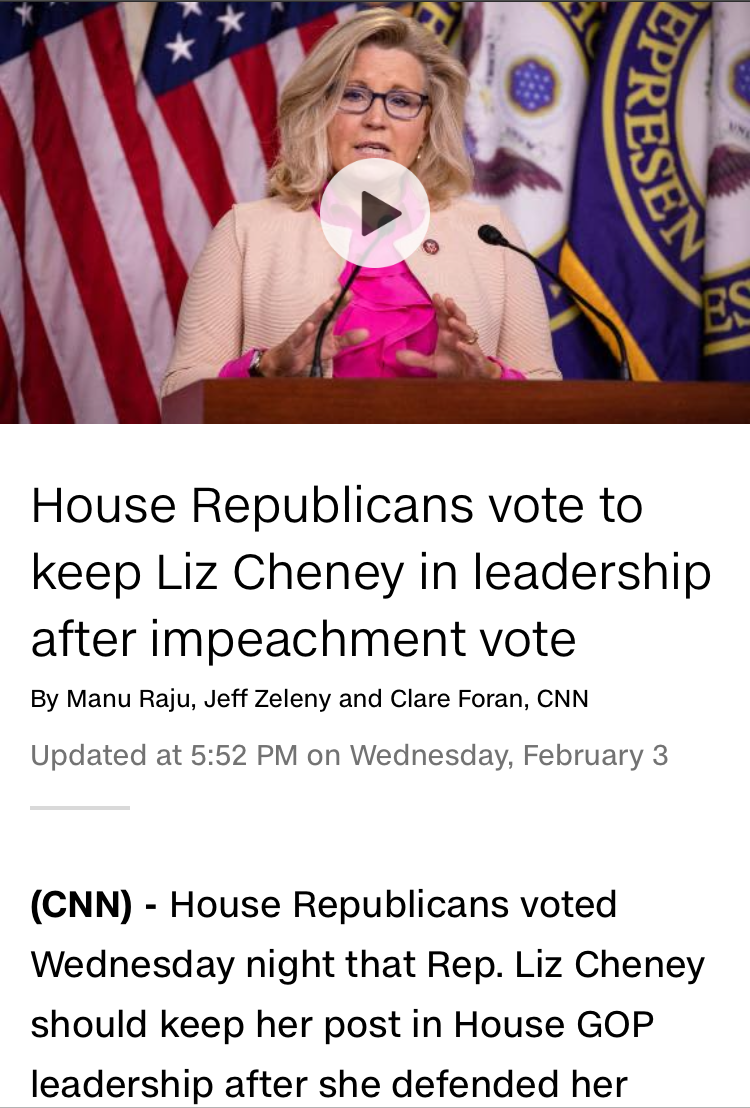 EPRESEN
ES
House Republicans vote to
keep Liz Cheney in leadership
after impeachment vote
By Manu Raju, Jeff Zeleny and Clare Foran, CNN
Updated at 5:52 PM on Wednesday, February 3
(CNN) - House Republicans voted
Wednesday night that Rep. Liz Cheney
should keep her post in House GOP
leadership after she defended her